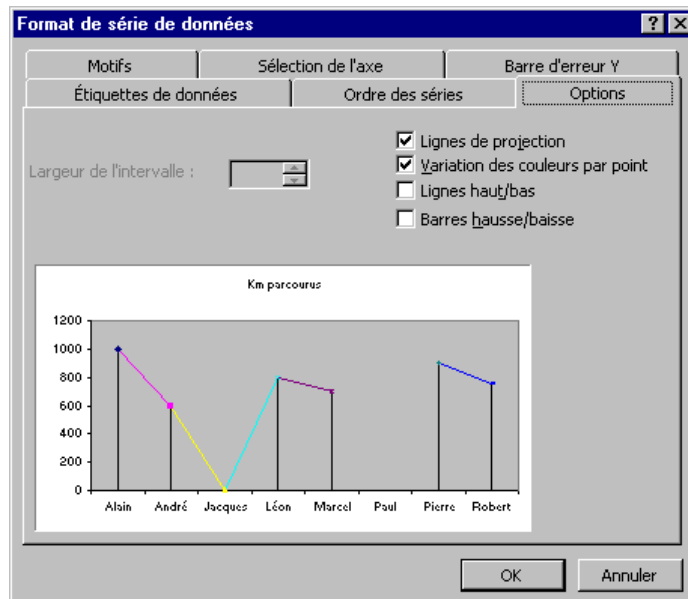 Format de série de données
Motifs
Sélection de l'axe
Barre d'erreur Y
Étiquettes de données
Ordre des séries
Options
Largeur de l'intervalle :
Lignes de projection
Variation des couleurs par point
Lignes haut/bas
Barres hausse/baisse
Km parcourus
1200
1000
800
600
400
200
0
Alain André Jacques Léon Marcel Paul Pierre Robert
OK Annuler